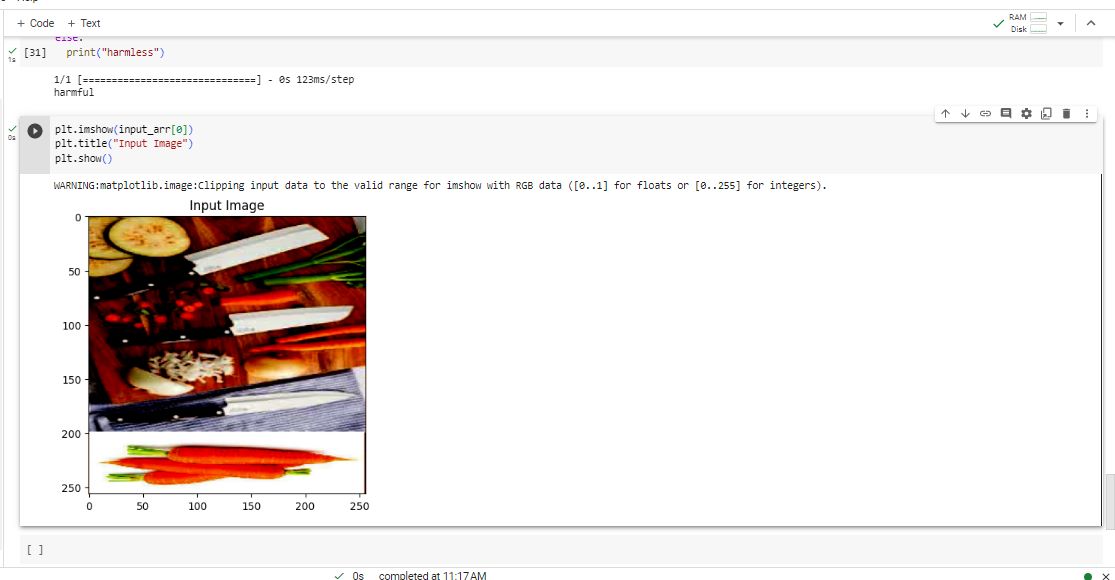 + Code + Text
RAM
Disk
else:
[31] print("harmless")
1s
1/1 [==============================] - 0s 123ms/step
harmful
0s
plt.imshow(input_arr[0])
plt.title("Input Image")
plt.show()
WARNING:matplotlib.image:Clipping input data to the valid range for imshow with RGB data ([0..1] for floats or [0..255] for integers).
Input Image
0
50
100
150
200
250
0 50 100 150 200 250
[ ]
0s completed at 11:17 AM